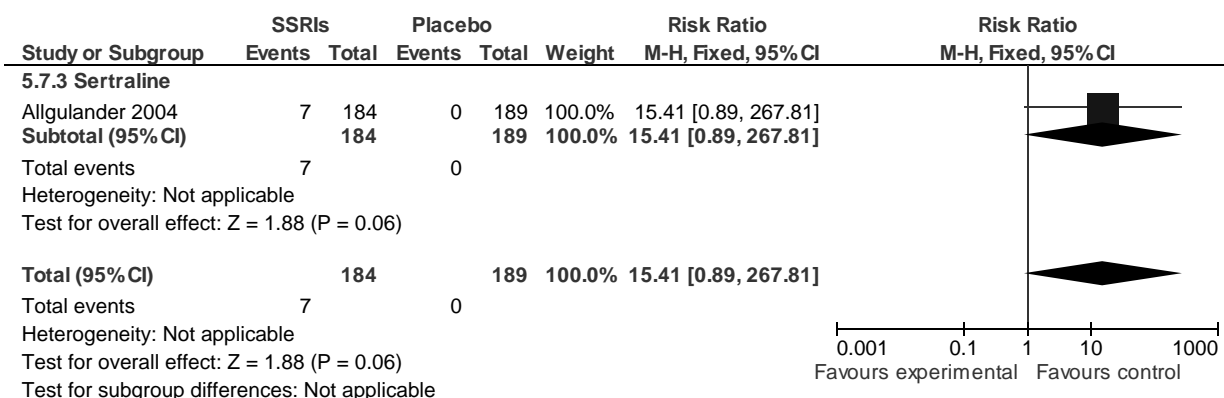 SSRIs Placebo Risk Ratio Risk Ratio
Study or Subgroup Events Total Events Total Weight M-H, Fixed, 95% CI M-H, Fixed, 95% CI
5.7.3 Sertraline
Allgulander 2004 7 184 0 189 100.0% 15.41 [0.89, 267.81]
Subtotal (95% CI) 184 189 100.0% 15.41 [0.89, 267.81]
Total events 7 0
Heterogeneity: Not applicable
Test for overall effect: Z = 1.88 (P = 0.06)
Total (95% CI) 184 189 100.0% 15.41 [0.89, 267.81]
Total events 7 0
Heterogeneity: Not applicable
Test for overall effect: Z = 1.88 (P = 0.06)
Test for subgroup differences: Not applicable
0.001 0.1 1 10 1000
Favours experimental Favours control